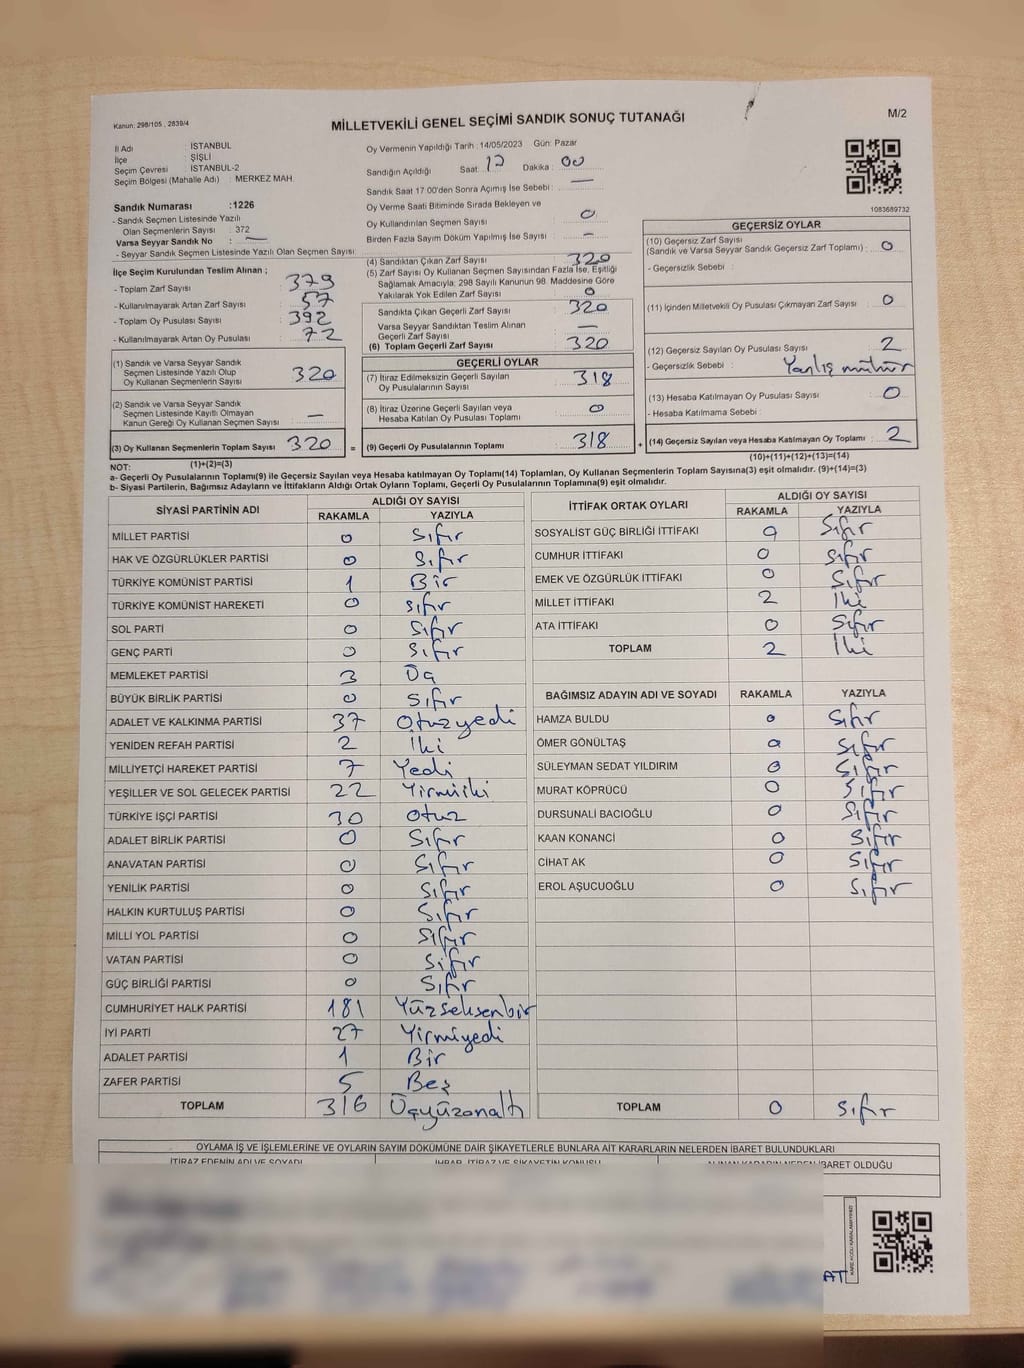 Kanun: 298/105 , 2839/4
MİLLETVEKİLİ GENEL SEÇİMİ SANDIK SONUÇ TUTANAĞI
M/2
İl Adı : İSTANBUL
İlçe : ŞİŞLİ
Seçim Çevresi : İSTANBUL-2
Seçim Bölgesi (Mahalle Adı) : MERKEZ MAH.
Oy Vermenin Yapıldığı Tarih : 14/05/2023 Gün: Pazar
Sandığın Açıldığı Saat: 17 Dakika : 00
Sandık Saat 17:00'den Sonra Açımış İse Sebebi : —
Oy Verme Saati Bitiminde Sırada Bekleyen ve
Oy Kullandırılan Seçmen Sayısı : 0
Birden Fazla Sayım Döküm Yapılmış İse Sayısı : –
1083689732
Sandık Numarası :1226
- Sandık Seçmen Listesinde Yazılı
Olan Seçmenlerin Sayısı : 372
Varsa Seyyar Sandık No : —
- Seyyar Sandık Seçmen Listesinde Yazılı Olan Seçmen Sayısı:
İlçe Seçim Kurulundan Teslim Alınan ;
- Toplam Zarf Sayısı : 379
- Kullanılmayarak Artan Zarf Sayısı : 57
- Toplam Oy Pusulası Sayısı : 392
- Kullanılmayarak Artan Oy Pusulası : 72
(1) Sandık ve Varsa Seyyar Sandık
Seçmen Listesinde Yazılı Olup
Oy Kullanan Seçmenlerin Sayısı : 320
(2) Sandık ve Varsa Seyyar Sandık
Seçmen Listesinde Kayıtlı Olmayan
Kanun Gereği Oy Kullanan Seçmen Sayısı : —
(3) Oy Kullanan Seçmenlerin Toplam Sayısı : 320 =
(1)+(2)=(3)
(4) Sandıktan Çıkan Zarf Sayısı : 320
(5) Zarf Sayısı Oy Kullanan Seçmen Sayısından Fazla İse, Eşitliği
Sağlamak Amacıyla, 298 Sayılı Kanunun 98. Maddesine Göre
Yakılarak Yok Edilen Zarf Sayısı : 0
Sandıkta Çıkan Geçerli Zarf Sayısı : 320
Varsa Seyyar Sandıktan Teslim Alınan
Geçerli Zarf Sayısı : —
(6) Toplam Geçerli Zarf Sayısı : 320
GEÇERLİ OYLAR
(7) İtiraz Edilmeksizin Geçerli Sayılan
Oy Pusulalarının Sayısı : 318
(8) İtiraz Üzerine Geçerli Sayılan veya
Hesaba Katılan Oy Pusulası Toplamı : 0
(9) Geçerli Oy Pusulalarının Toplamı : 318 +
GEÇERSİZ OYLAR
(10) Geçersiz Zarf Sayısı
(Sandık ve Varsa Seyyar Sandık Geçersiz Zarf Toplamı) : 0
- Geçersizlik Sebebi :
(11) İçinden Milletvekili Oy Pusulası Çıkmayan Zarf Sayısı : 0
(12) Geçersiz Sayılan Oy Pusulası Sayısı : 2
- Geçersizlik Sebebi : Yanlış mühür
(13) Hesaba Katılmayan Oy Pusulası Sayısı : 0
- Hesaba Katılmama Sebebi :
(14) Geçersiz Sayılan veya Hesaba Katılmayan Oy Toplamı : 2
(10)+(11)+(12)+(13)=(14)
NOT:
a- Geçerli Oy Pusulalarının Toplamı(9) ile Geçersiz Sayılan veya Hesaba katılmayan Oy Toplamı(14) Toplamları, Oy Kullanan Seçmenlerin Toplam Sayısına(3) eşit olmalıdır. (9)+(14)=(3)
b- Siyasi Partilerin, Bağımsız Adayların ve İttifakların Aldığı Ortak Oyların Toplamı, Geçerli Oy Pusulalarının Toplamına(9) eşit olmalıdır.
SİYASİ PARTİNİN ADI ALDIĞI OY SAYISI
RAKAMLA YAZIYLA
MİLLET PARTİSİ 0 Sıfır
HAK VE ÖZGÜRLÜKLER PARTİSİ 0 Sıfır
TÜRKİYE KOMÜNİST PARTİSİ 1 Bir
TÜRKİYE KOMÜNİST HAREKETİ 0 sıfır
SOL PARTİ 0 Sıfır
GENÇ PARTİ 0 Sıfır
MEMLEKET PARTİSİ 3 Üç
BÜYÜK BİRLİK PARTİSİ 0 Sıfır
ADALET VE KALKINMA PARTİSİ 37 Otuzyedi
YENİDEN REFAH PARTİSİ 2 İki
MİLLİYETÇİ HAREKET PARTİSİ 7 Yedi
YEŞİLLER VE SOL GELECEK PARTİSİ 22 Yirmiiki
TÜRKİYE İŞÇİ PARTİSİ 30 Otuz
ADALET BİRLİK PARTİSİ 0 Sıfır
ANAVATAN PARTİSİ 0 Sıfır
YENİLİK PARTİSİ 0 Sıfır
HALKIN KURTULUŞ PARTİSİ 0 Sıfır
MİLLİ YOL PARTİSİ 0 Sıfır
VATAN PARTİSİ 0 Sıfır
GÜÇ BİRLİĞİ PARTİSİ 0 Sıfır
CUMHURİYET HALK PARTİSİ 181 Yüzseksenbir
İYİ PARTİ 27 Yirmiyedi
ADALET PARTİSİ 1 Bir
ZAFER PARTİSİ 5 Beş
TOPLAM 316 Üçyüzonaltı
İTTİFAK ORTAK OYLARI ALDIĞI OY SAYISI
RAKAMLA YAZIYLA
SOSYALİST GÜÇ BİRLİĞİ İTTİFAKI 0 Sıfır
CUMHUR İTTİFAKI 0 sıfır
EMEK VE ÖZGÜRLÜK İTTİFAKI 0 Sıfır
MİLLET İTTİFAKI 2 İki
ATA İTTİFAKI 0 Sıfır
TOPLAM 2 İki
BAĞIMSIZ ADAYIN ADI VE SOYADI RAKAMLA YAZIYLA
HAMZA BULDU 0 Sıfır
ÖMER GÖNÜLTAŞ 0 Sıfır
SÜLEYMAN SEDAT YILDIRIM 0 Sıfır
MURAT KÖPRÜCÜ 0 Sıfır
DURSUNALİ BACIOĞLU 0 Sıfır
KAAN KONANCİ 0 Sıfır
CİHAT AK 0 Sıfır
EROL AŞUCUOĞLU 0 Sıfır
TOPLAM 0 Sıfır
OYLAMA İŞ VE İŞLEMLERİNE VE OYLARIN SAYIM DÖKÜMÜNE DAİR ŞİKAYETLERLE BUNLARA AİT KARARLARIN NELERDEN İBARET BULUNDUKLARI
İTİRAZ EDENİN ADI VE SOYADI İHBAR, İTİRAZ VE ŞİKAYETİN KONUSU ALINAN KARARIN NEDEN İBARET OLDUĞU
AT
KARE KODU KARALAMAYINIZ!